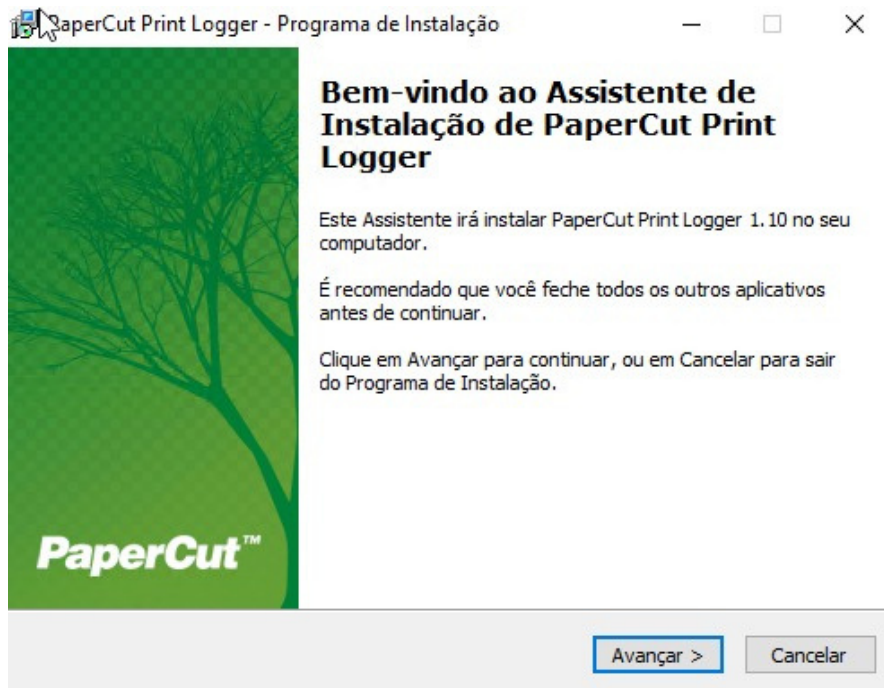 PaperCut Print Logger - Programa de Instalação
Bem-vindo ao Assistente de
Instalação de PaperCut Print
Logger
Este Assistente irá instalar PaperCut Print Logger 1.10 no seu
computador.
É recomendado que você feche todos os outros aplicativos
antes de continuar.
Clique em Avançar para continuar, ou em Cancelar para sair
do Programa de Instalação.
PaperCut™
Avançar >
Cancelar